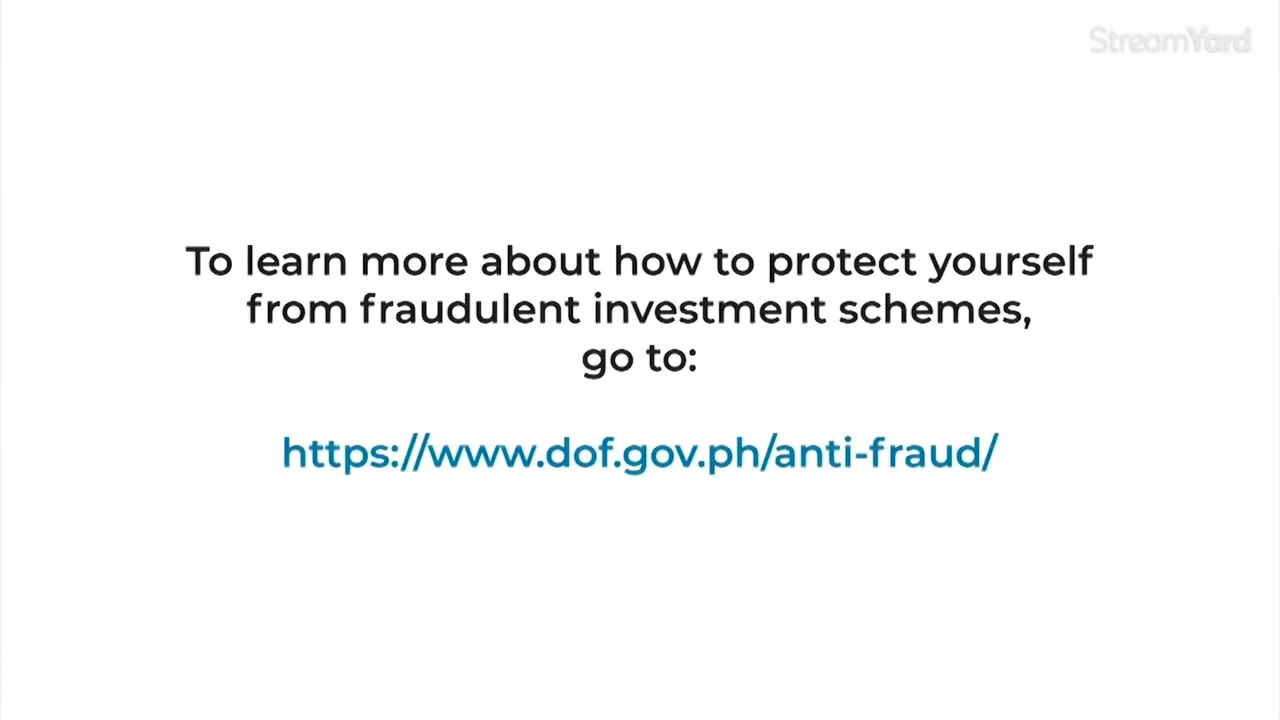 StreamYard
To learn more about how to protect yourself
from fraudulent investment schemes,
go to:
https://www.dof.gov.ph/anti-fraud/